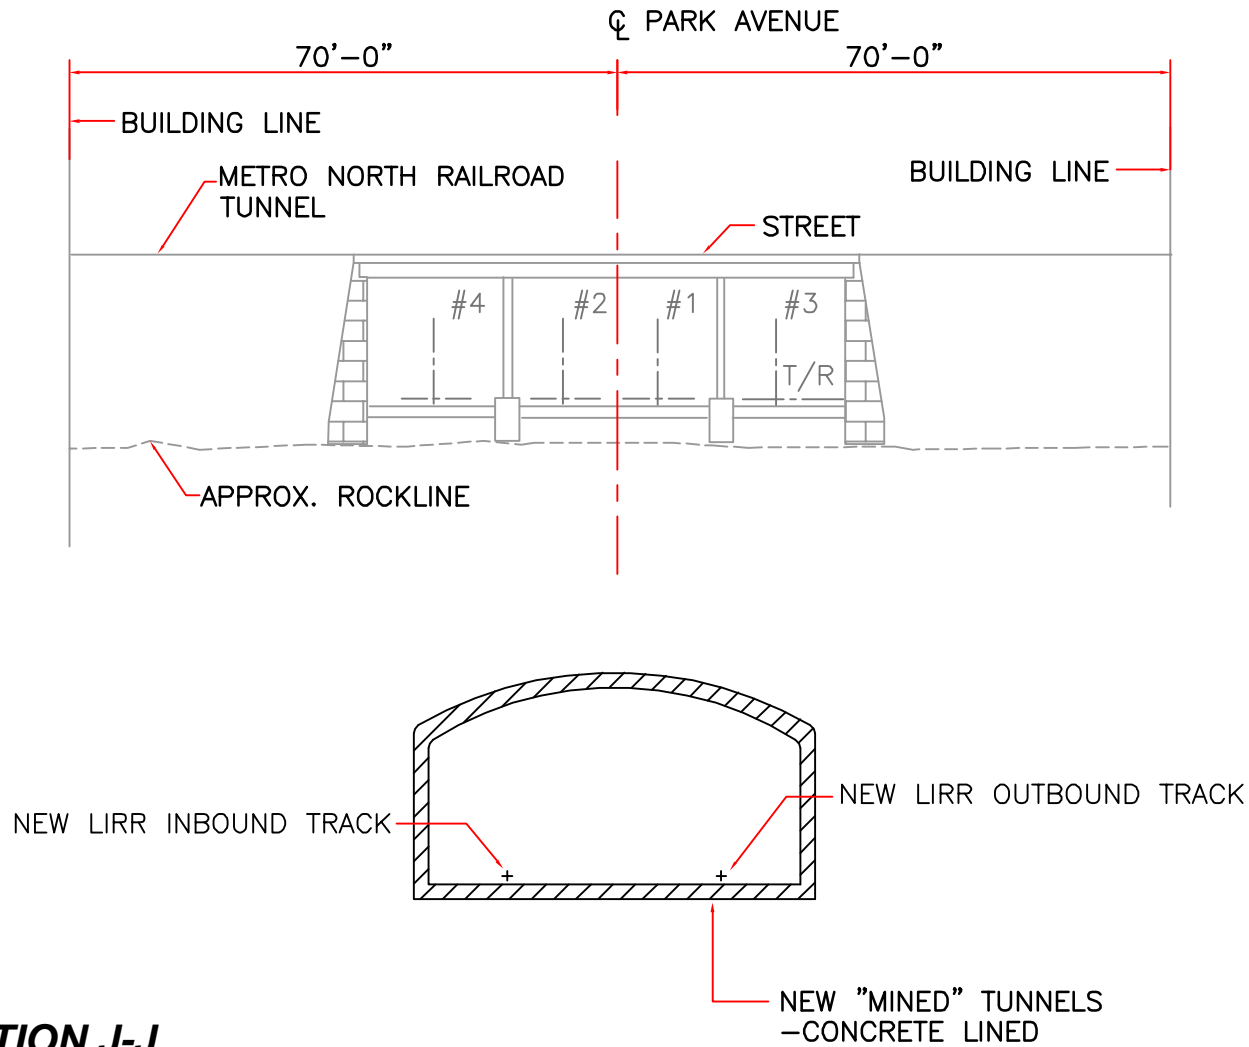 ℄ PARK AVENUE
70'-0" 70'-0"
BUILDING LINE
METRO NORTH RAILROAD
TUNNEL
BUILDING LINE
STREET
#4 #2 #1 #3
T/R
APPROX. ROCKLINE
NEW LIRR OUTBOUND TRACK
NEW LIRR INBOUND TRACK
NEW "MINED" TUNNELS
-CONCRETE LINED
TION J-J